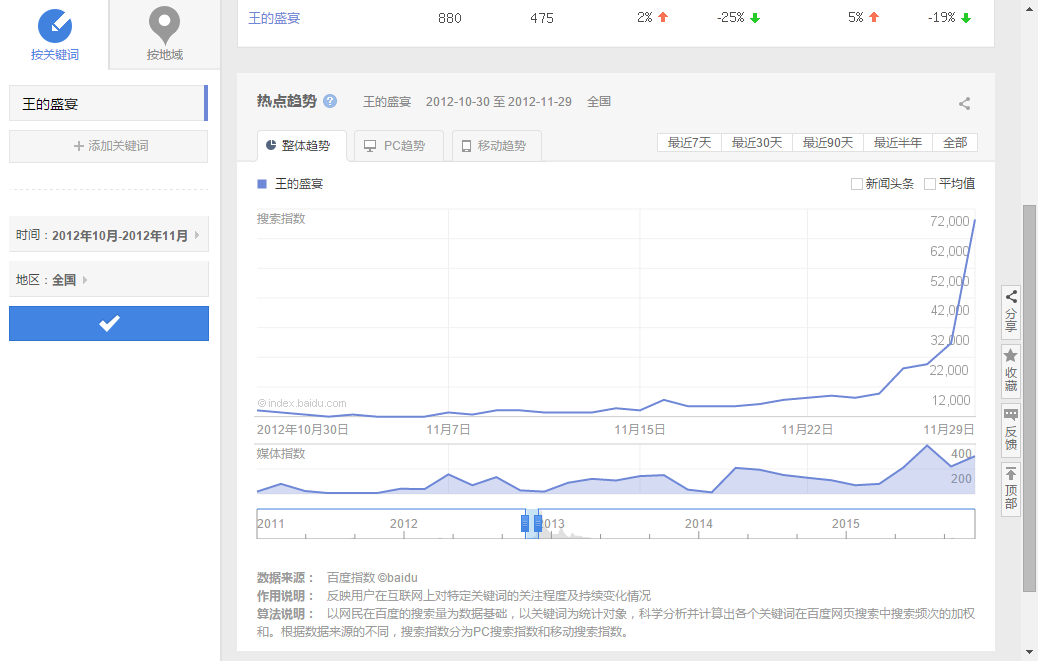 按关键词
按地域
王的盛宴
+ 添加关键词
时间：2012年10月-2012年11月
地区：全国
王的盛宴 880 475 2% -25% 5% -19%
热点趋势 ? 王的盛宴 2012-10-30 至 2012-11-29 全国
整体趋势 PC趋势 移动趋势
最近7天 最近30天 最近90天 最近半年 全部
王的盛宴
新闻头条 平均值
搜索指数
72,000
62,000
52,000
42,000
32,000
22,000
12,000
©index.baidu.com
2012年10月30日 11月7日 11月15日 11月22日 11月29日
媒体指数
400
200
2011 2012 2013 2014 2015
数据来源： 百度指数 ©baidu
作用说明： 反映用户在互联网上对特定关键词的关注程度及持续变化情况
算法说明： 以网民在百度的搜索量为数据基础，以关键词为统计对象，科学分析并计算出各个关键词在百度网页搜索中搜索频次的加权
和。根据数据来源的不同，搜索指数分为PC搜索指数和移动搜索指数。
分享
收藏
反馈
顶部